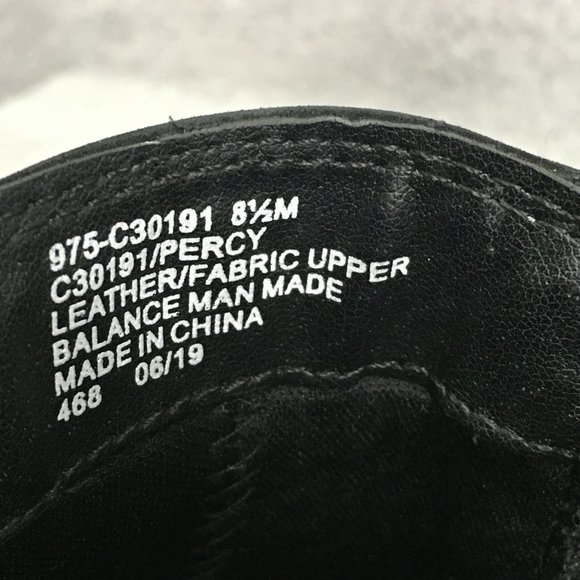 975-C30191 8½M
C30191/PERCY
LEATHER/FABRIC UPPER
BALANCE MAN MADE
MADE IN CHINA
468 06/19